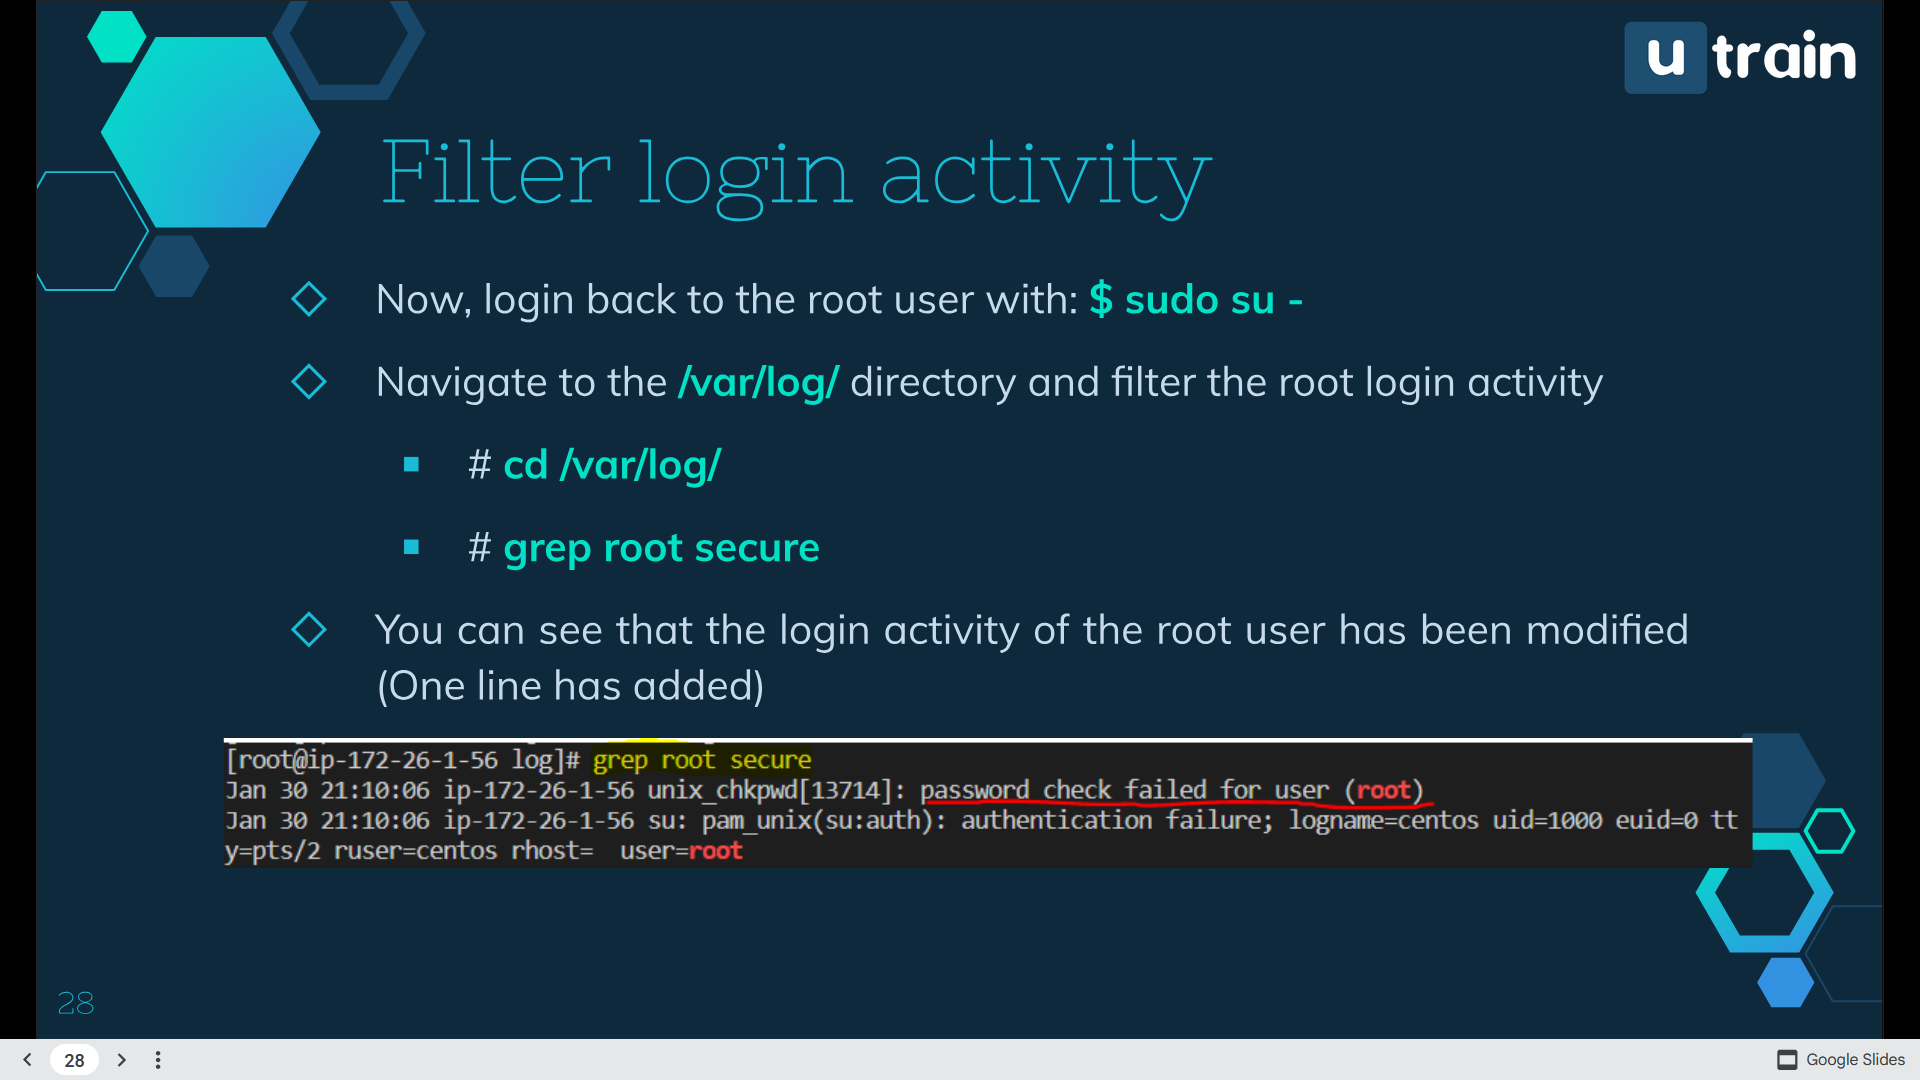 u train
Filter login activity
Now, login back to the root user with: $ sudo su -
Navigate to the /var/log/ directory and filter the root login activity
# cd /var/log/
# grep root secure
You can see that the login activity of the root user has been modified
(One line has added)
[root@ip-172-26-1-56 log]# grep root secure
Jan 30 21:10:06 ip-172-26-1-56 unix_chkpwd[13714]: password check failed for user (root)
Jan 30 21:10:06 ip-172-26-1-56 su: pam_unix(su:auth): authentication failure; logname=centos uid=1000 euid=0 tt
y=pts/2 ruser=centos rhost=  user=root
28
28
Google Slides